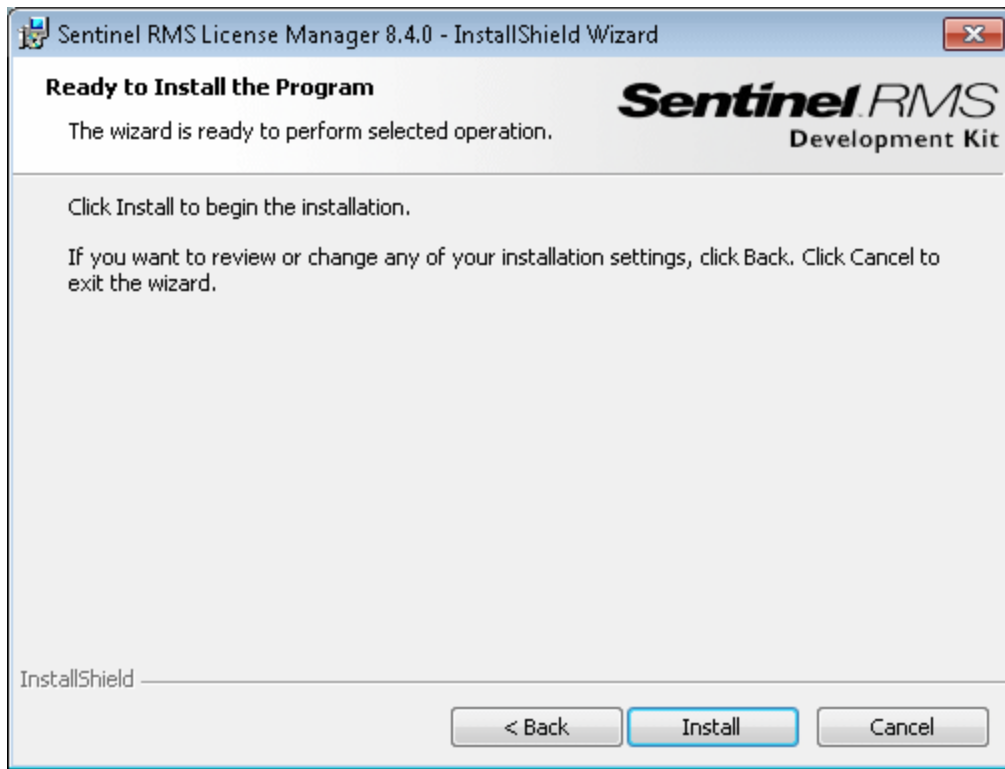 Sentinel RMS License Manager 8.4.0 - InstallShield Wizard
Ready to Install the Program
The wizard is ready to perform selected operation.
Sentinel RMS
Development Kit
Click Install to begin the installation.
If you want to review or change any of your installation settings, click Back. Click Cancel to
exit the wizard.
InstallShield
< Back
Install
Cancel